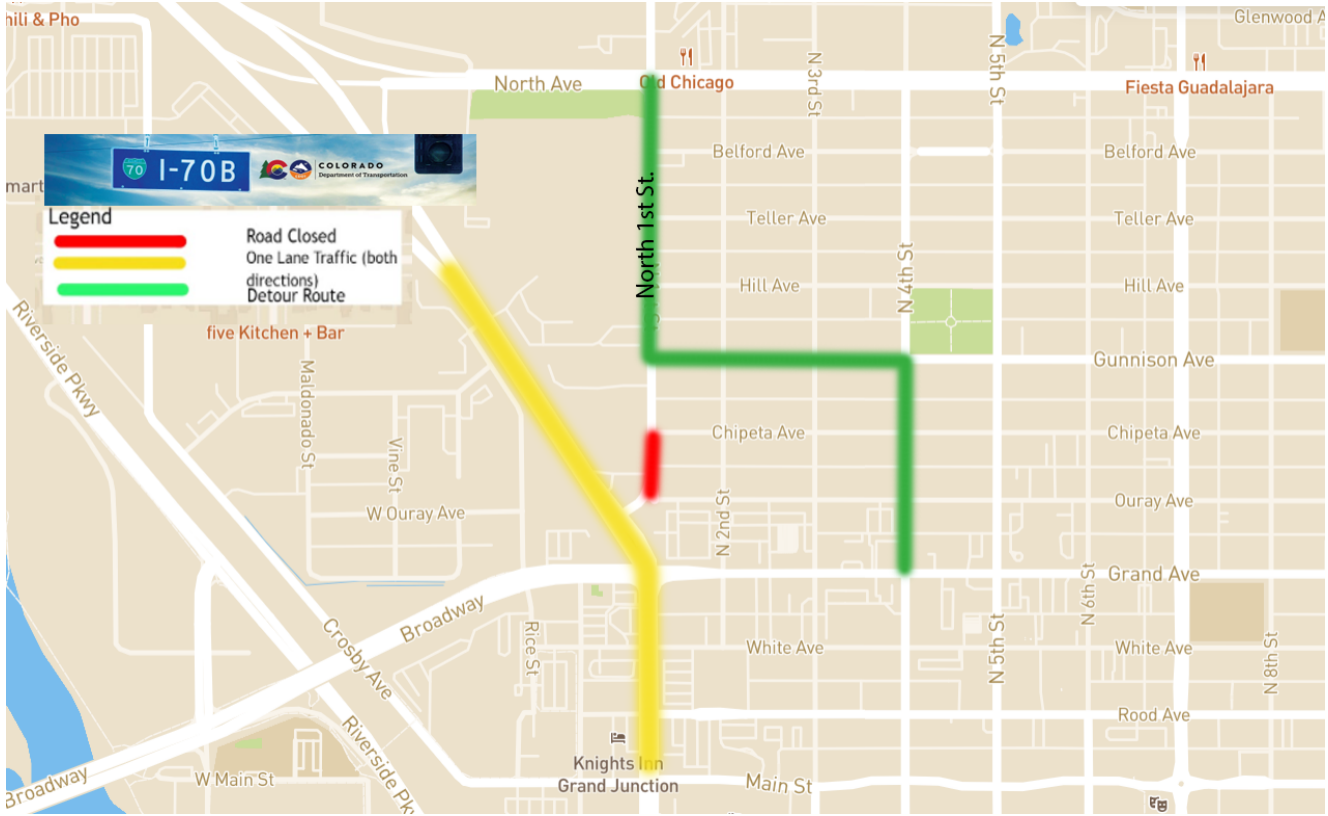 hili & Pho
Glenwood A
North Ave
Old Chicago
N 3rd St
N 5th St
Fiesta Guadalajara
70
I-70B
COLORADO
Department of Transportation
Belford Ave
Belford Ave
mart
Legend
Road Closed
One Lane Traffic (both
directions)
Detour Route
North 1st St.
Teller Ave
Teller Ave
N 4th St
Hill Ave
Hill Ave
Riverside Pkwy
five Kitchen + Bar
Gunnison Ave
Maldonado St
Vine St
Chipeta Ave
Chipeta Ave
W Ouray Ave
N 2nd St
Ouray Ave
Grand Ave
N 6th St
Broadway
Crosby Ave
Rice St
White Ave
White Ave
N 5th St
N 8th St
Rood Ave
Riverside Pk
Knights Inn
Grand Junction
W Main St
Main St
Broadway